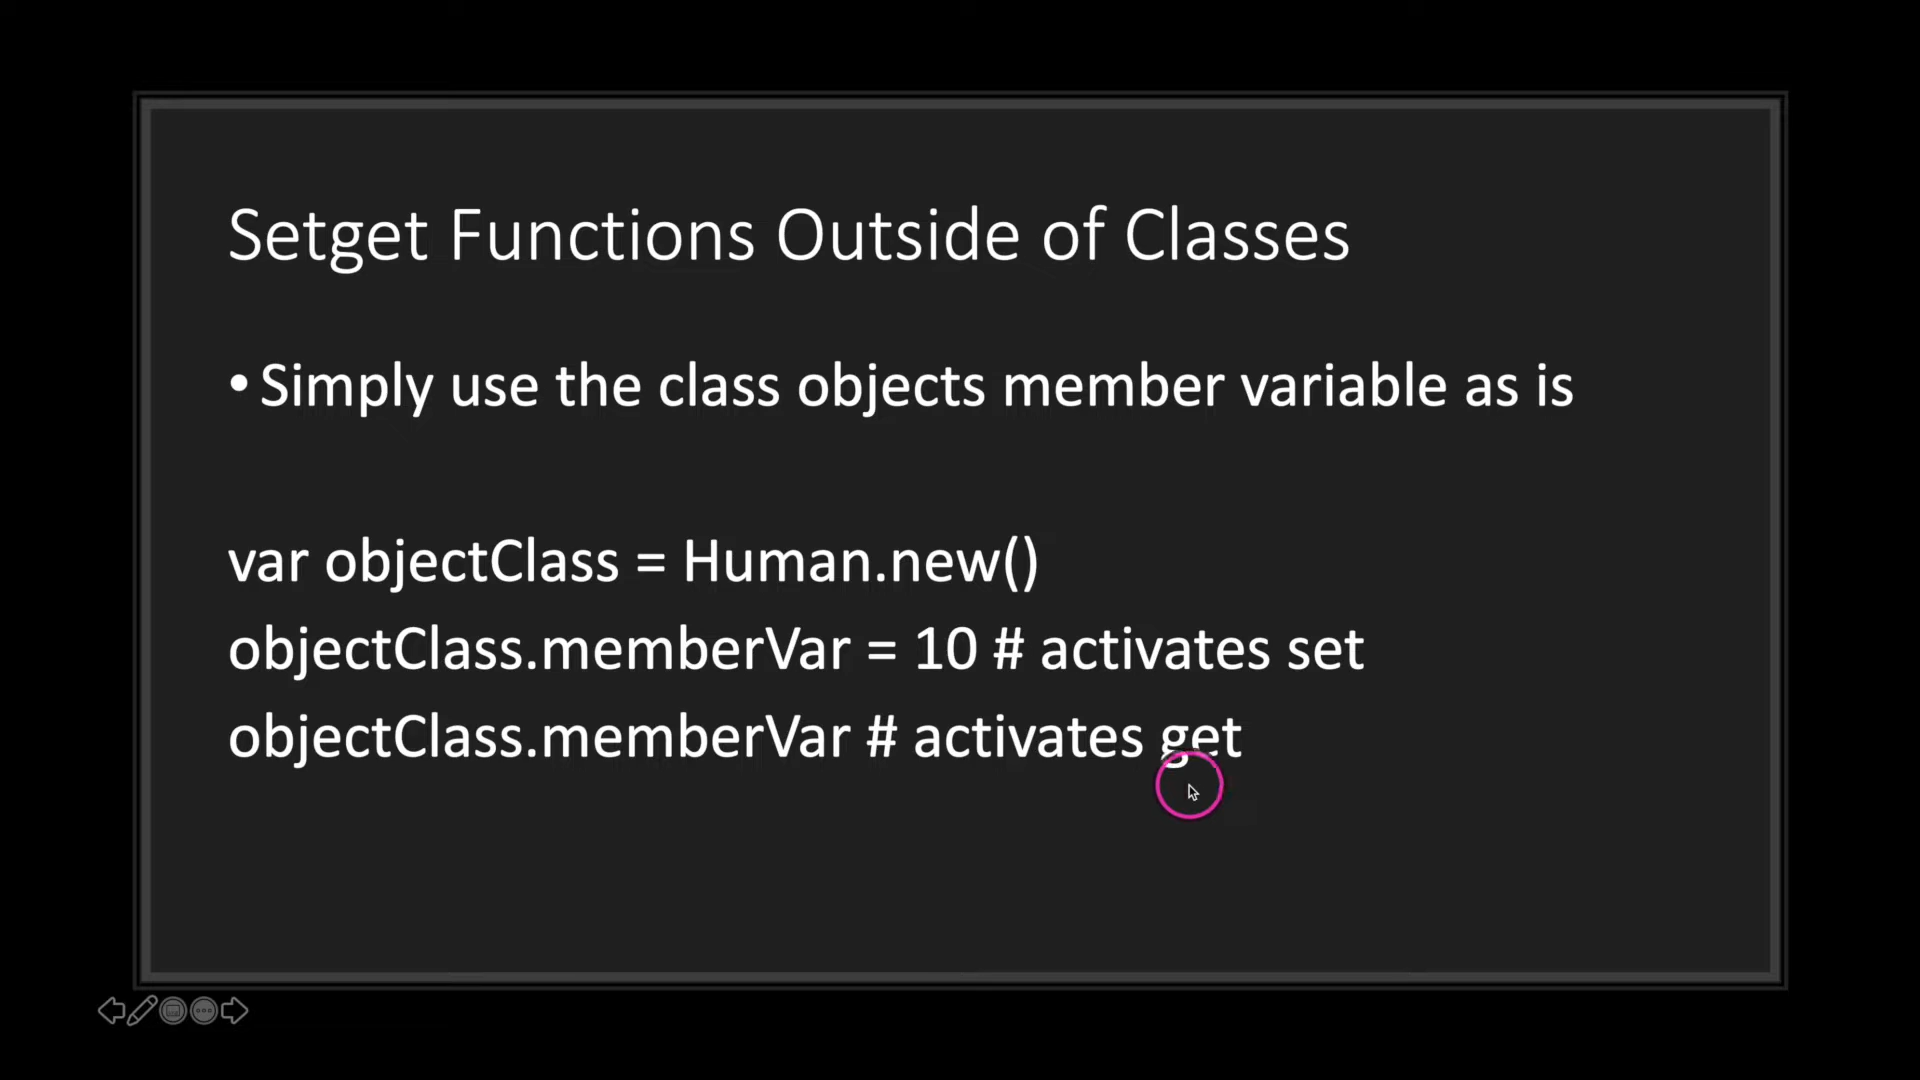 Setget Functions Outside of Classes
• Simply use the class objects member variable as is
var objectClass = Human.new()
objectClass.memberVar = 10 # activates set
objectClass.memberVar # activates get